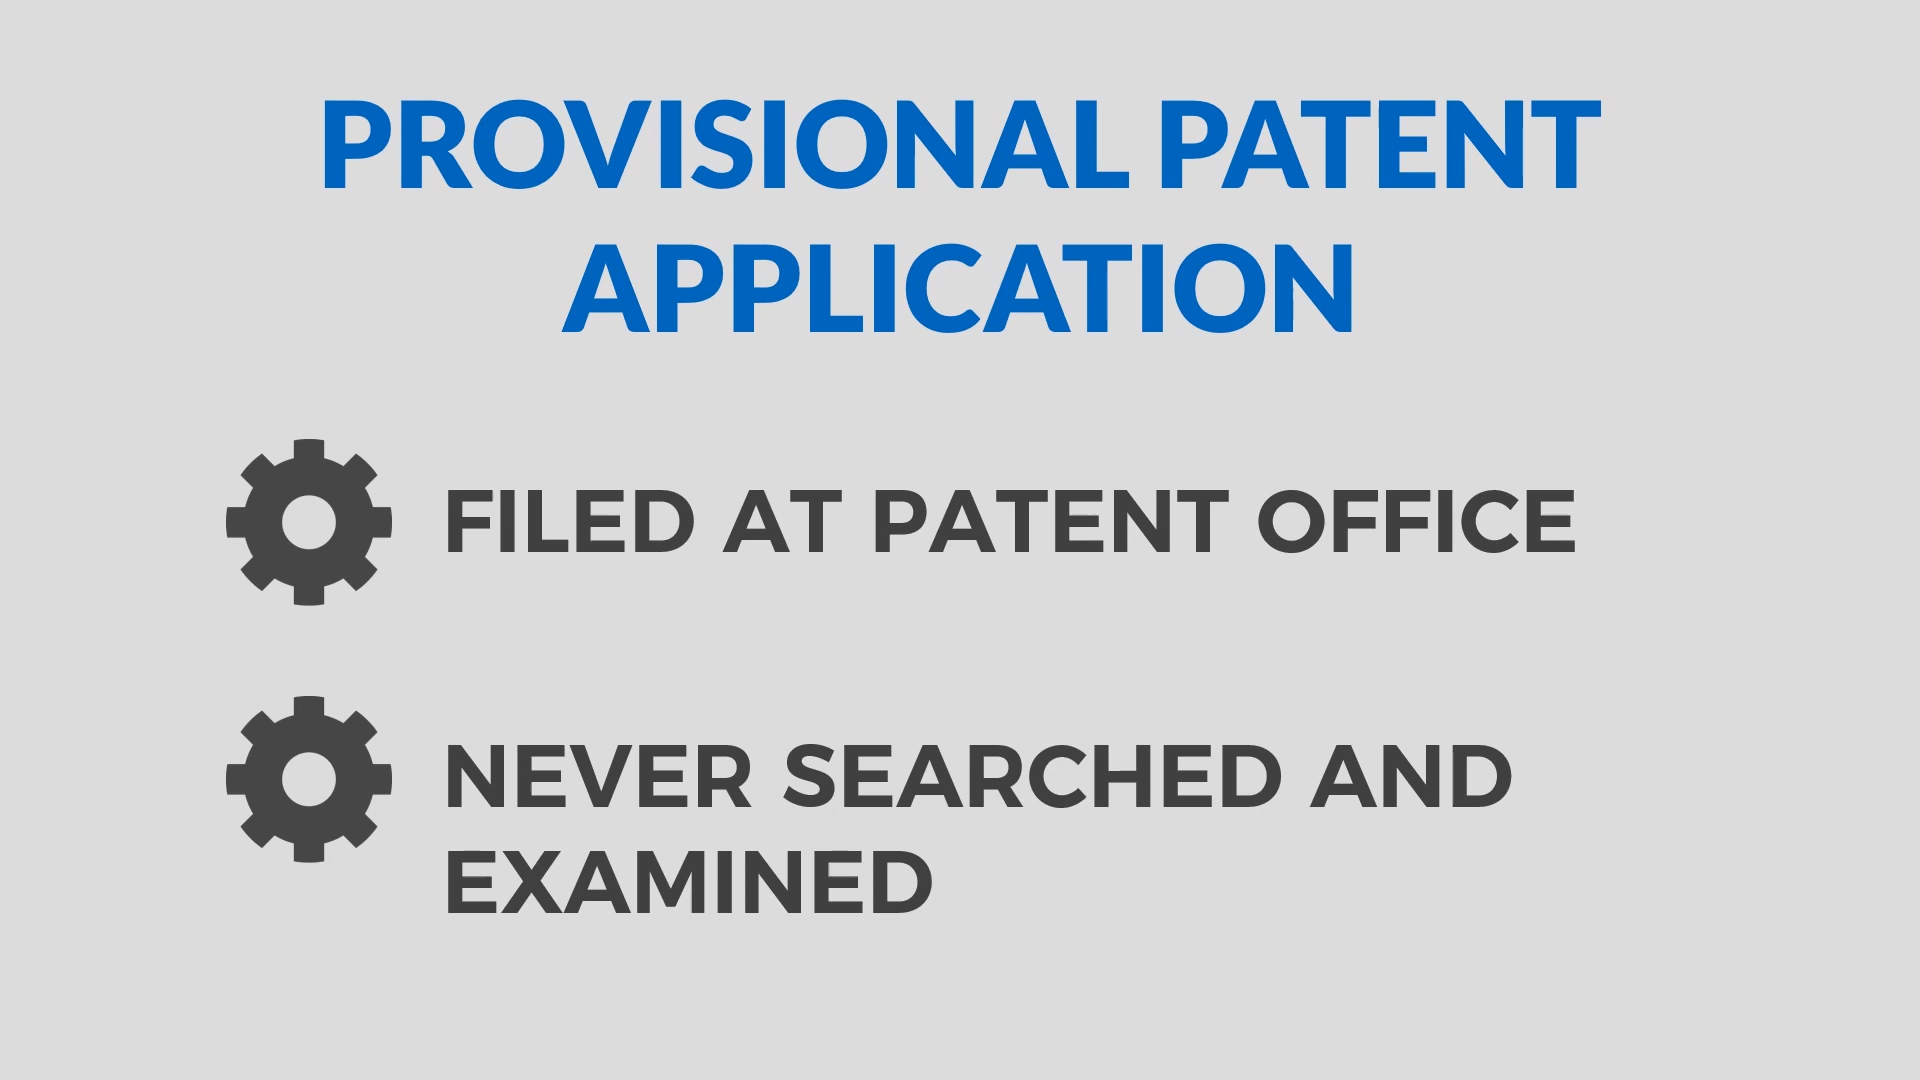 PROVISIONAL PATENT
APPLICATION
FILED AT PATENT OFFICE
NEVER SEARCHED AND
EXAMINED